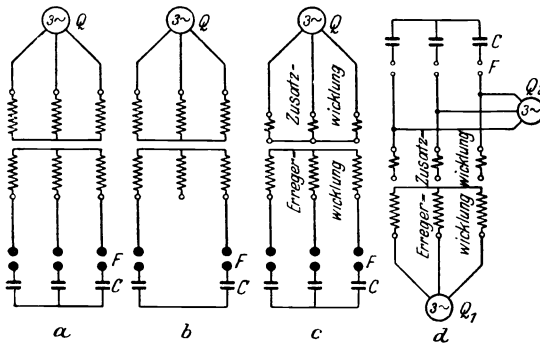 3~ Q
3~ Q
3~ Q
C
F
Q₂
3~
Zusatz-
wicklung
Erreger-
wicklung
Zusatz-
wicklung
Erreger-
wicklung
F
C
F
C
F
C
3~ Q₁
a
b
c
d